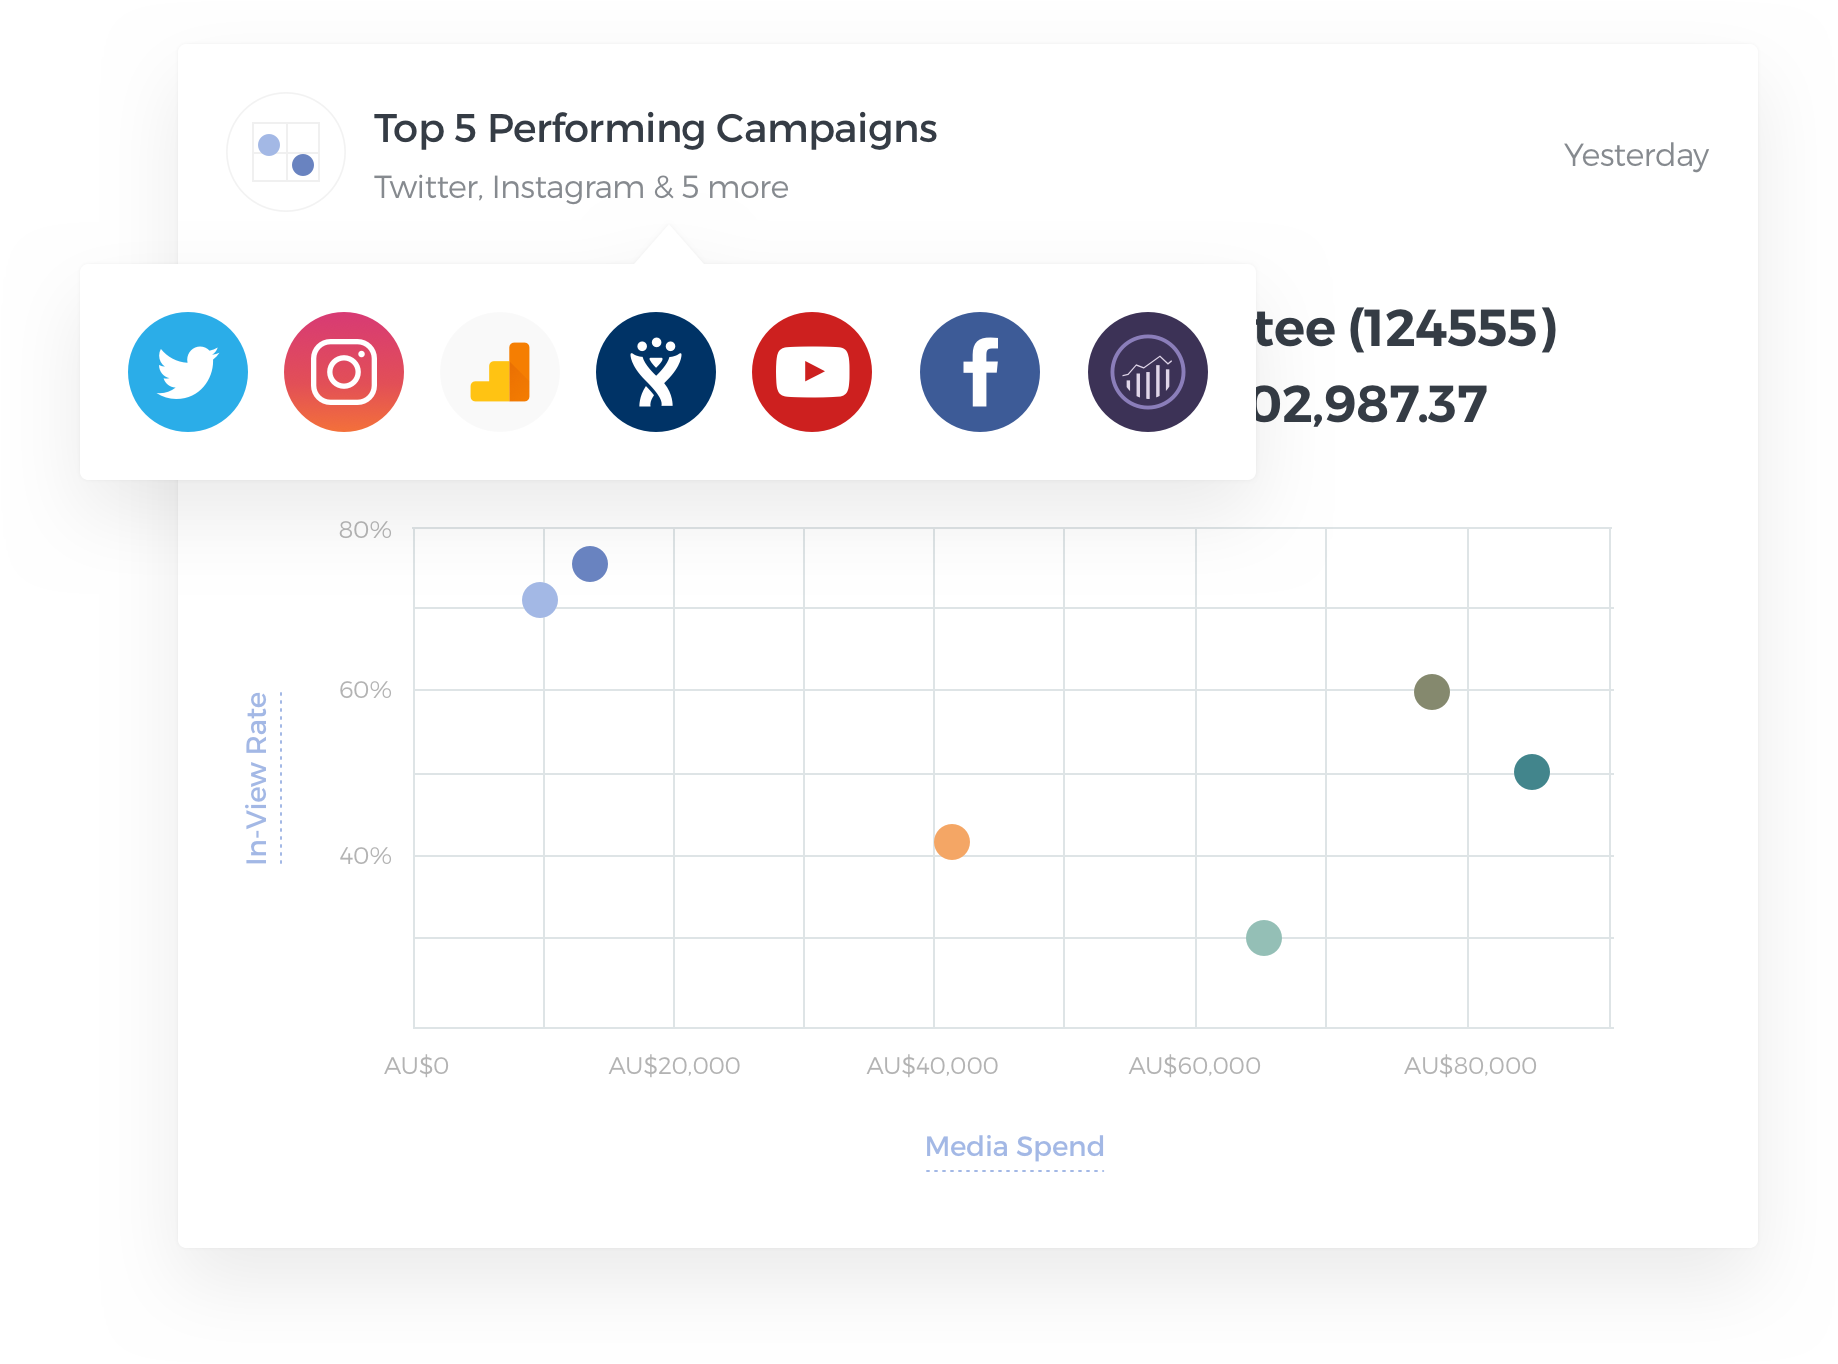 Top 5 Performing Campaigns
Yesterday
Twitter, Instagram & 5 more
tee (124555)
02,987.37
80%
60%
40%
In-View Rate
AU$0
AU$20,000
AU$40,000
AU$60,000
AU$80,000
Media Spend